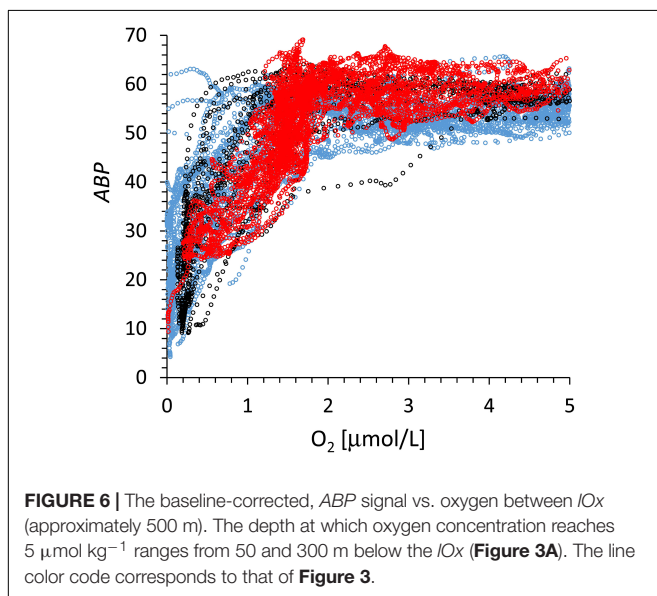 70
60
50
40
30
20
10
0
ABP
0 1 2 3 4 5
O₂ [μmol/L]
FIGURE 6 | The baseline-corrected, ABP signal vs. oxygen between lOx
(approximately 500 m). The depth at which oxygen concentration reaches
5 μmol kg⁻¹ ranges from 50 and 300 m below the lOx (Figure 3A). The line
color code corresponds to that of Figure 3.